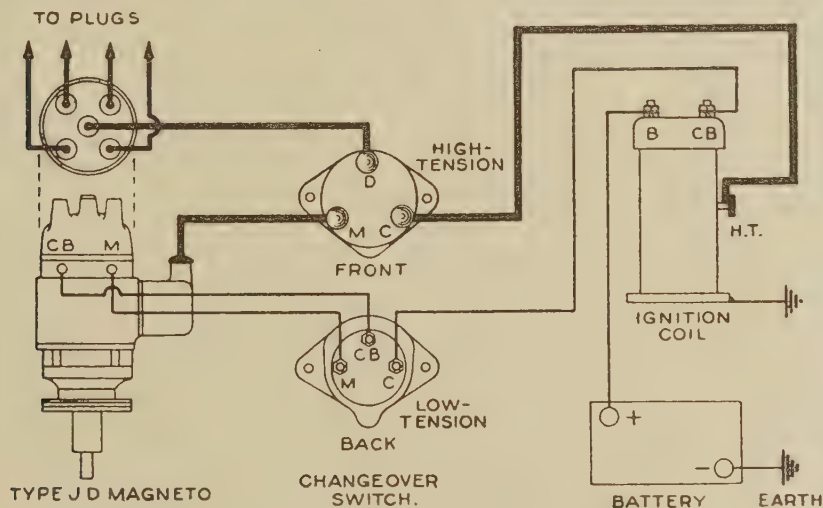 TO PLUGS
B
CB
D
HIGH-
TENSION
M
C
H.T.
FRONT
CB
M
IGNITION
COIL
CB
M
C
LOW-
TENSION
BACK
+
-
TYPE J D MAGNETO
CHANGEOVER
SWITCH.
BATTERY
EARTH